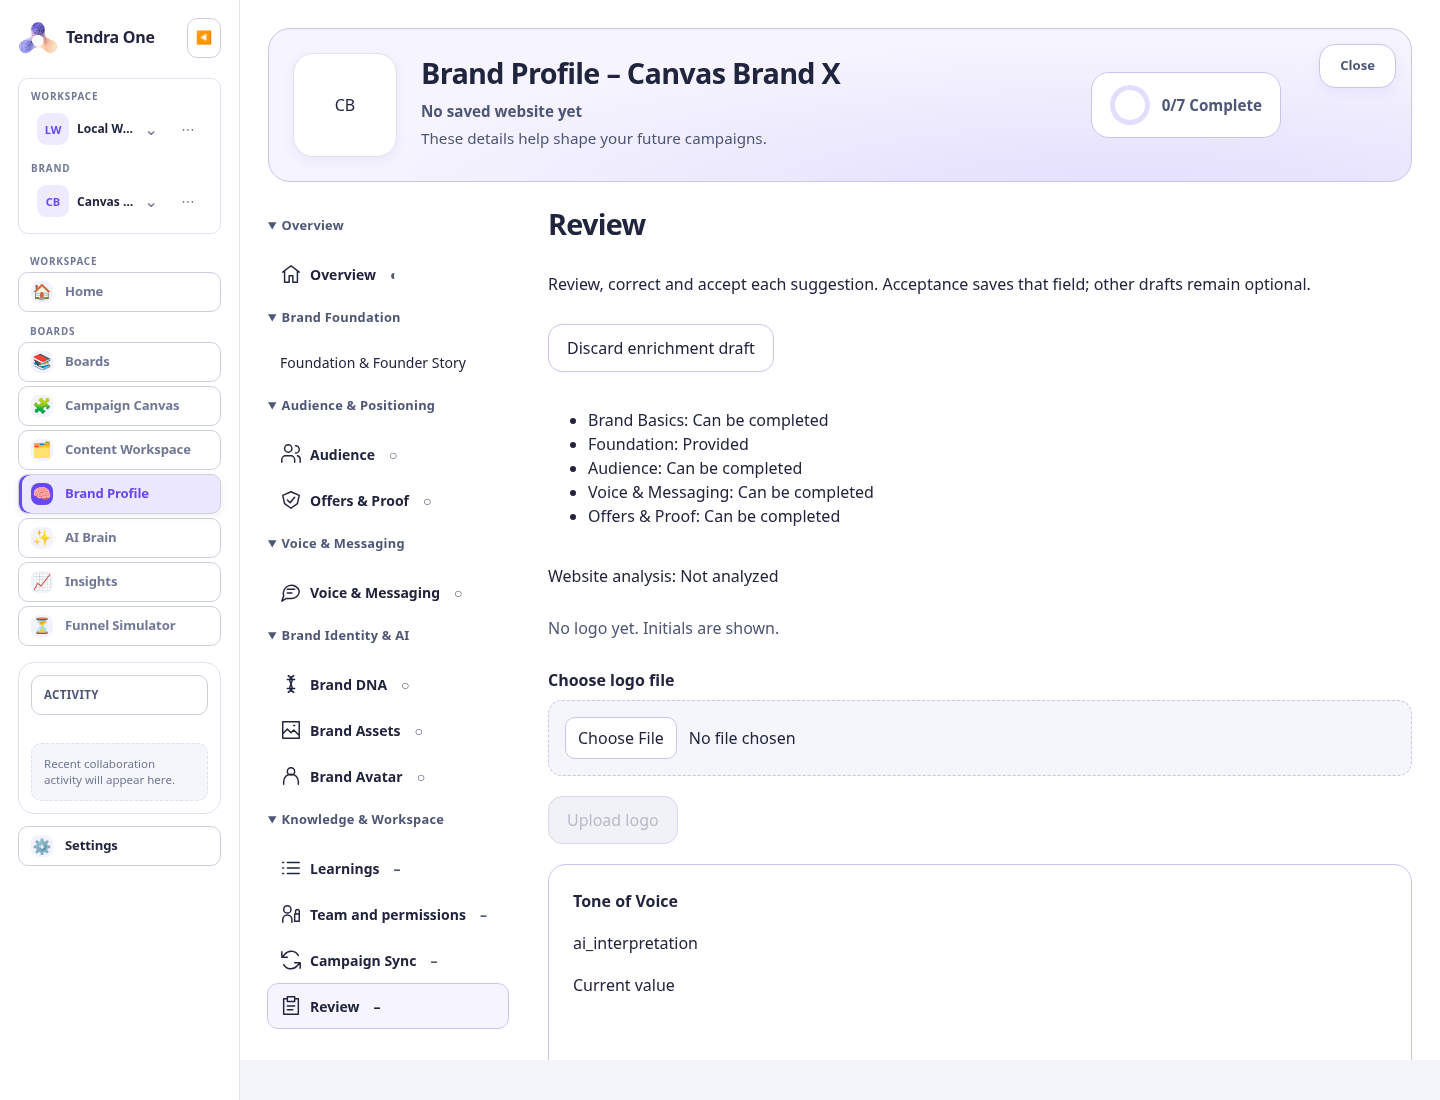 Tendra One
WORKSPACE
LW Local W...
BRAND
CB Canvas ...
WORKSPACE
Home
BOARDS
Boards
Campaign Canvas
Content Workspace
Brand Profile
AI Brain
Insights
Funnel Simulator
ACTIVITY
Recent collaboration
activity will appear here.
Settings
CB
Brand Profile – Canvas Brand X
No saved website yet
These details help shape your future campaigns.
0/7 Complete
Close
Overview
Overview
Brand Foundation
Foundation & Founder Story
Audience & Positioning
Audience
Offers & Proof
Voice & Messaging
Voice & Messaging
Brand Identity & AI
Brand DNA
Brand Assets
Brand Avatar
Knowledge & Workspace
Learnings –
Team and permissions –
Campaign Sync –
Review –
Review
Review, correct and accept each suggestion. Acceptance saves that field; other drafts remain optional.
Discard enrichment draft
Brand Basics: Can be completed
Foundation: Provided
Audience: Can be completed
Voice & Messaging: Can be completed
Offers & Proof: Can be completed
Website analysis: Not analyzed
No logo yet. Initials are shown.
Choose logo file
Choose File No file chosen
Upload logo
Tone of Voice
ai_interpretation
Current value